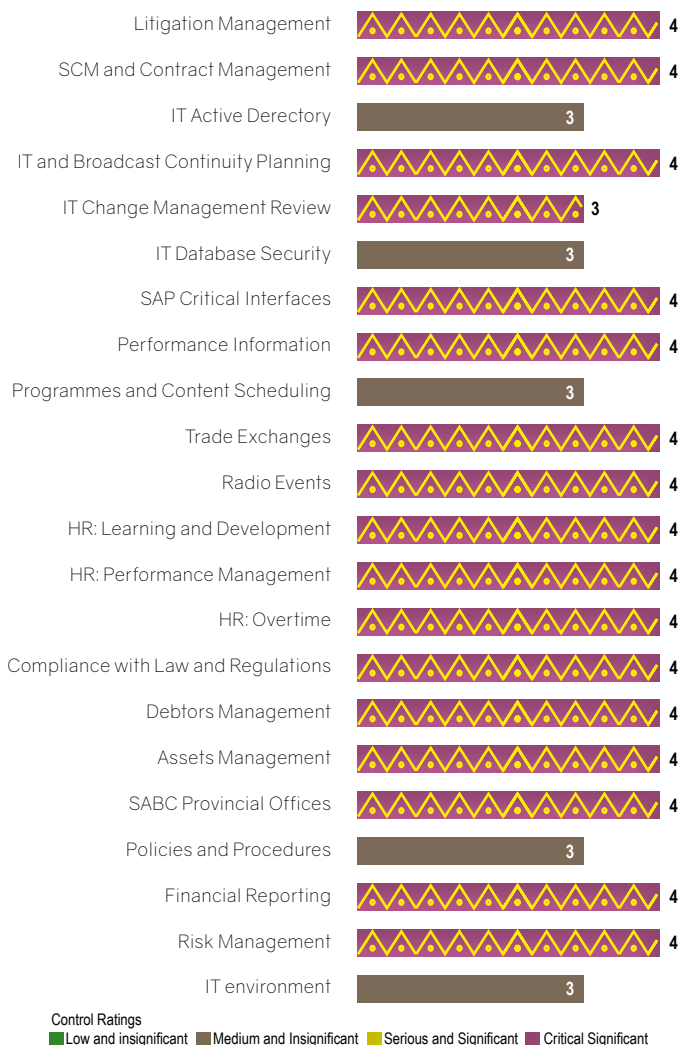 Litigation Management 4
SCM and Contract Management 4
IT Active Derectory 3
IT and Broadcast Continuity Planning 4
IT Change Management Review 3
IT Database Security 3
SAP Critical Interfaces 4
Performance Information 4
Programmes and Content Scheduling 3
Trade Exchanges 4
Radio Events 4
HR: Learning and Development 4
HR: Performance Management 4
HR: Overtime 4
Compliance with Law and Regulations 4
Debtors Management 4
Assets Management 4
SABC Provincial Offices 4
Policies and Procedures 3
Financial Reporting 4
Risk Management 4
IT environment 3
Control Ratings
Low and insignificant Medium and Insignificant Serious and Significant Critical Significant